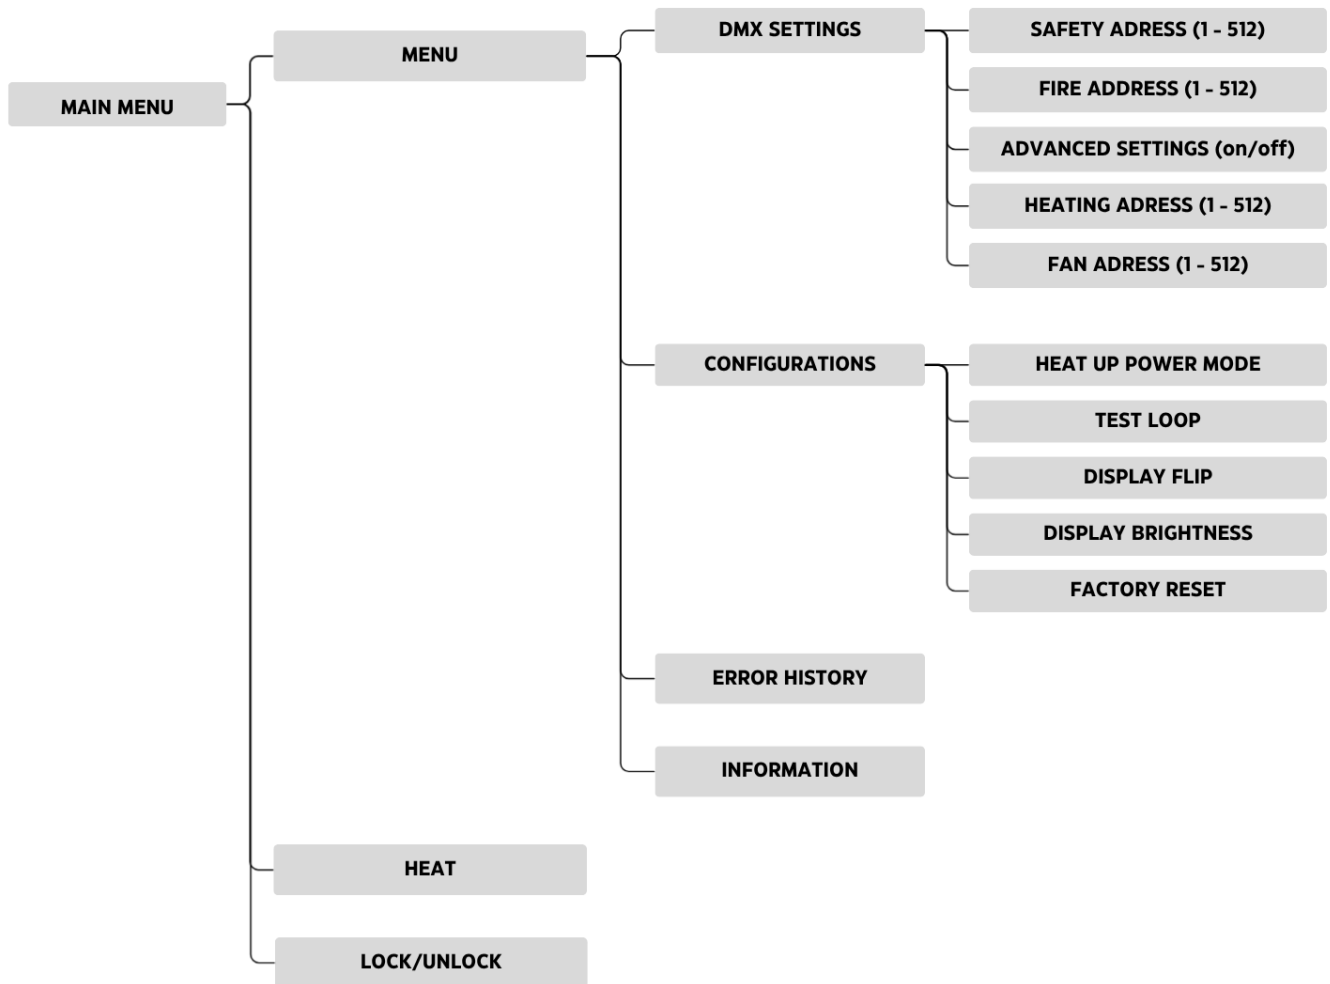 MAIN MENU
MENU
DMX SETTINGS
SAFETY ADRESS (1 - 512)
FIRE ADDRESS (1 - 512)
ADVANCED SETTINGS (on/off)
HEATING ADRESS (1 - 512)
FAN ADRESS (1 - 512)
CONFIGURATIONS
HEAT UP POWER MODE
TEST LOOP
DISPLAY FLIP
DISPLAY BRIGHTNESS
FACTORY RESET
ERROR HISTORY
INFORMATION
HEAT
LOCK/UNLOCK